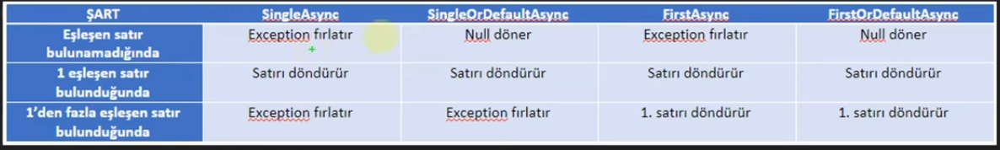 ŞART SingleAsync SingleOrDefaultAsync FirstAsync FirstOrDefaultAsync
Eşleşen satır bulunamadığında Exception fırlatır Null döner Exception fırlatır Null döner
1 eşleşen satır bulunduğunda Satırı döndürür Satırı döndürür Satırı döndürür Satırı döndürür
1'den fazla eşleşen satır bulunduğunda Exception fırlatır Exception fırlatır 1. satırı döndürür 1. satırı döndürür